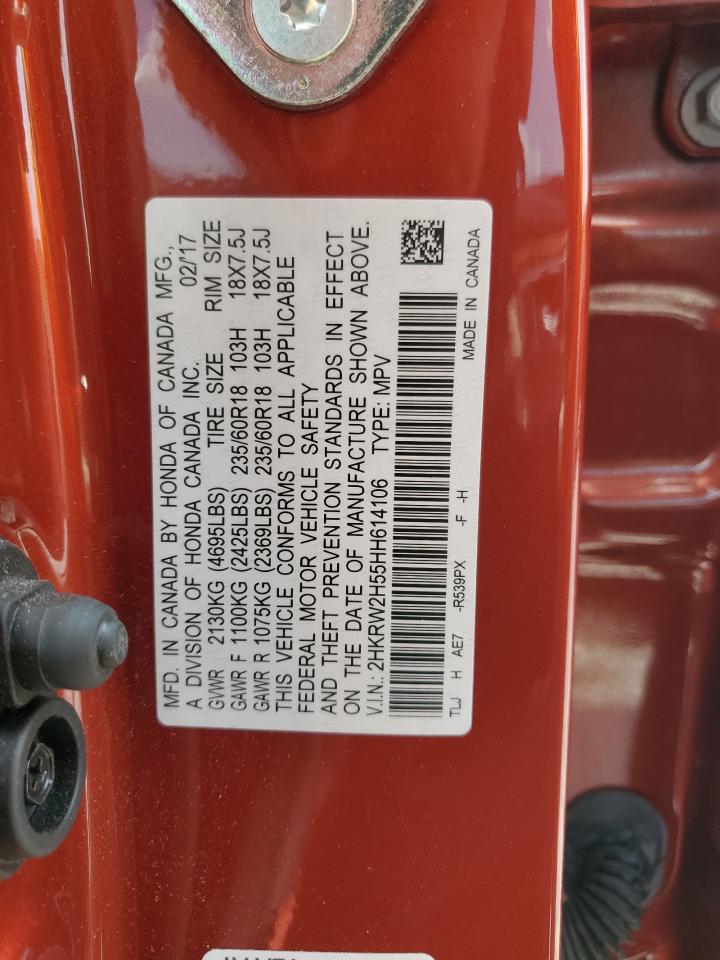 MFD. IN CANADA BY HONDA OF CANADA MFG.,
A DIVISION OF HONDA CANADA INC. 02/'17
GVWR 2130KG (4695LBS) TIRE SIZE RIM SIZE
GAWR F 1100KG (2425LBS) 235/60R18 103H 18X7.5J
GAWR R 1075KG (2369LBS) 235/60R18 103H 18X7.5J
THIS VEHICLE CONFORMS TO ALL APPLICABLE
FEDERAL MOTOR VEHICLE SAFETY
AND THEFT PREVENTION STANDARDS IN EFFECT
ON THE DATE OF MANUFACTURE SHOWN ABOVE.
V.I.N.: 2HKRW2H55HH614106 TYPE: MPV
TLJ H AE7 -R539PX -F -H MADE IN CANADA